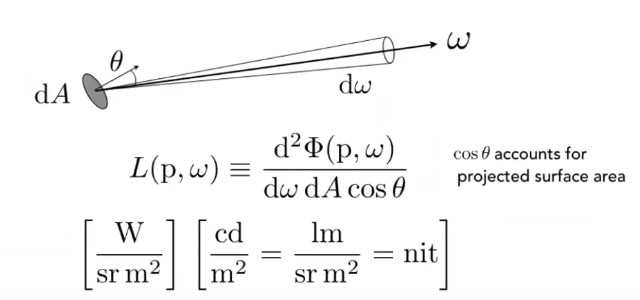 θ
ω
dA
dω
L(p, ω) ≡ d²Φ(p, ω) / dω dA cos θ
cos θ accounts for
projected surface area
[W / sr m²] [cd / m² = lm / sr m² = nit]